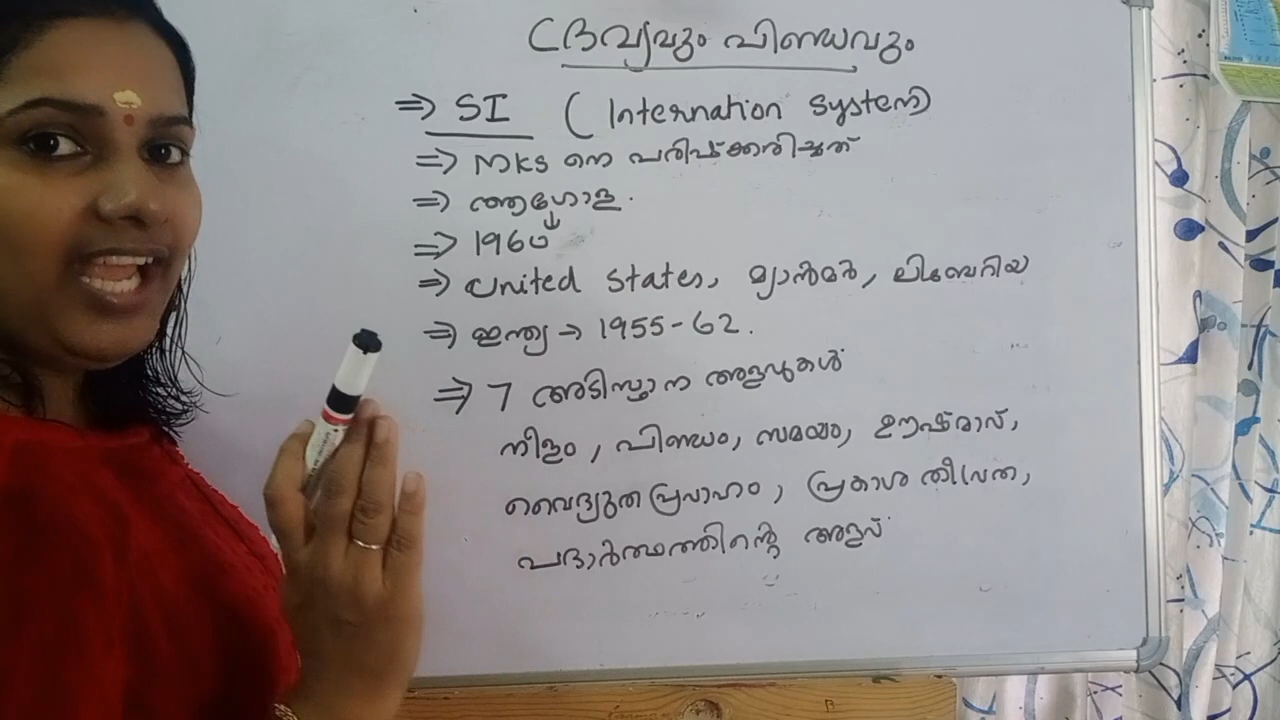 ദ്രവ്യവും പിണ്ഡവും
⇒ SI ( Internation System)
⇒ MKS നെ പരിഷ്ക്കരിച്ചത്
⇒ ആഗോള.
⇒ 1960
⇒ United States, മ്യാൻമർ, ലിബേറിയ
⇒ ഇന്ത്യ → 1955-62.
⇒ 7 അടിസ്ഥാന അളവുകൾ
നീളം, പിണ്ഡം, സമയം, ഊഷ്മാവ്,
വൈദ്യുത പ്രവാഹം, പ്രകാശ തീവ്രത,
പദാർത്ഥത്തിന്റെ അളവ്